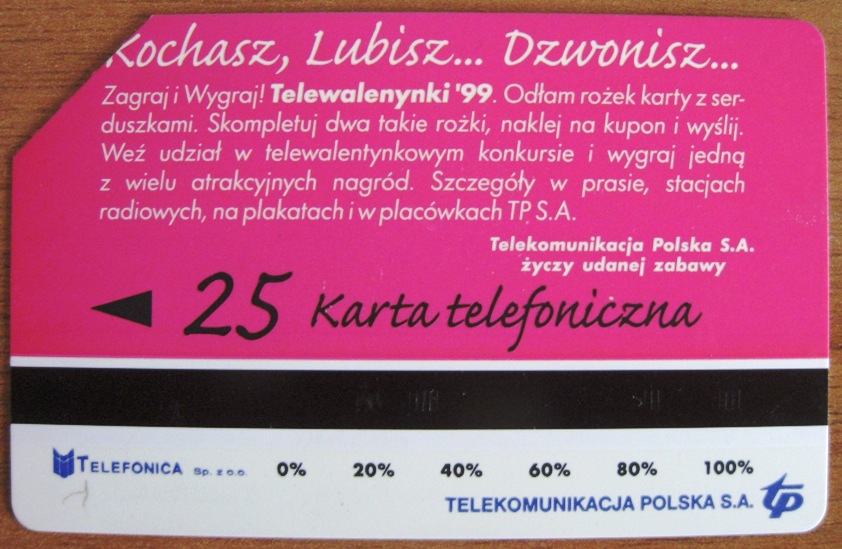 Kochasz, Lubisz... Dzwonisz...
Zagraj i Wygraj! Telewalenynki '99. Odłam rożek karty z ser-
duszkami. Skompletuj dwa takie rożki, naklej na kupon i wyślij.
Weź udział w telewalentynkowym konkursie i wygraj jedną
z wielu atrakcyjnych nagród. Szczegóły w prasie, stacjach
radiowych, na plakatach i w placówkach TP S.A.
Telekomunikacja Polska S.A.
życzy udanej zabawy
25 Karta telefoniczna
TELEFONICA Sp. z o.o. 0% 20% 40% 60% 80% 100%
TELEKOMUNIKACJA POLSKA S.A. tp